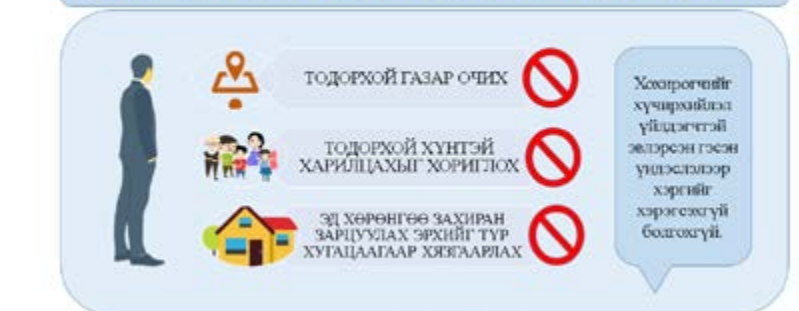 ТОДОРХОЙ ГАЗАР ОЧИХ
ТОДОРХОЙ ХҮНТЭЙ
ХАРИЛЦАХЫГ ХОРИГЛОХ
ЭД ХӨРӨНГӨӨ ЗАХИРАН
ЗАРЦУУЛАХ ЭРХИЙГ ТҮР
ХУГАЦААГААР ХЯЗГААРЛАХ
Хохирогчийг
хүчирхийлэл
үйлдэгчтэй
эвлэрсэн гэсэн
үндэслэлээр
хэргийг
хэрэгсэхгүй
болгохгүй.